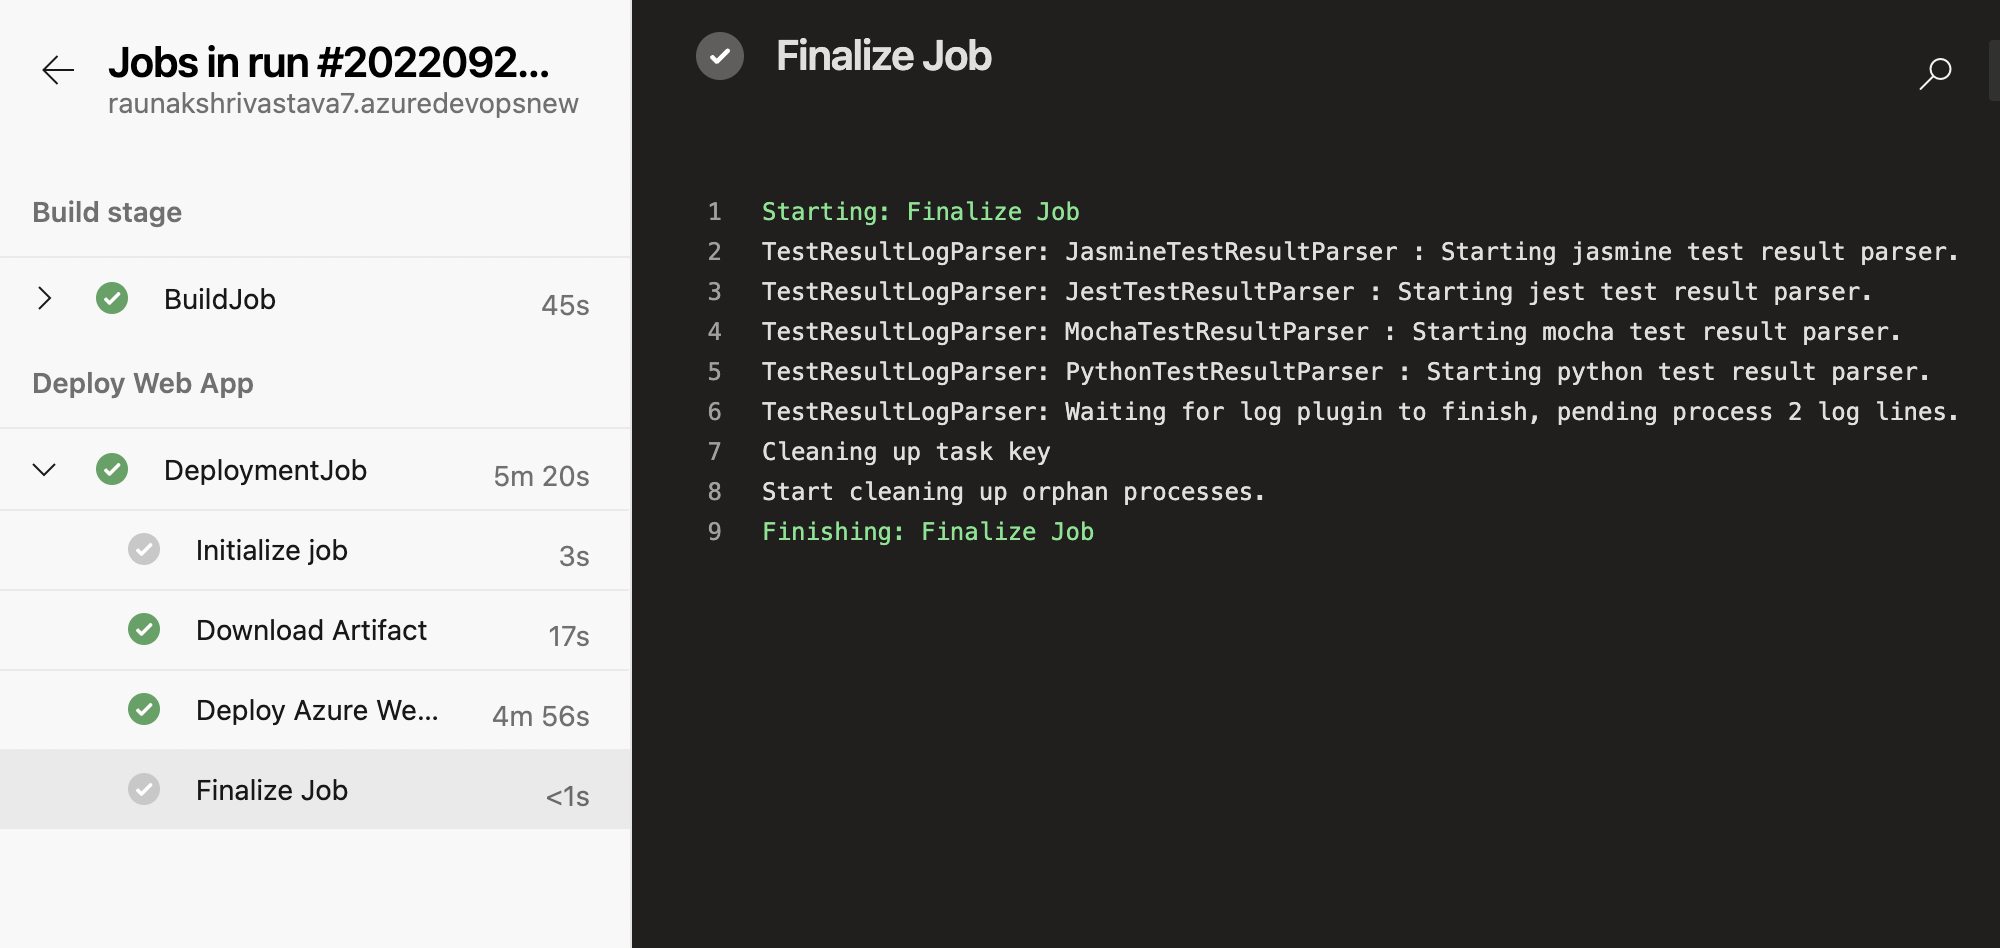 Jobs in run #2022092...
raunakshrivastava7.azuredevopsnew
Build stage
BuildJob 45s
Deploy Web App
DeploymentJob 5m 20s
Initialize job 3s
Download Artifact 17s
Deploy Azure We... 4m 56s
Finalize Job <1s
Finalize Job
1 Starting: Finalize Job
2 TestResultLogParser: JasmineTestResultParser : Starting jasmine test result parser.
3 TestResultLogParser: JestTestResultParser : Starting jest test result parser.
4 TestResultLogParser: MochaTestResultParser : Starting mocha test result parser.
5 TestResultLogParser: PythonTestResultParser : Starting python test result parser.
6 TestResultLogParser: Waiting for log plugin to finish, pending process 2 log lines.
7 Cleaning up task key
8 Start cleaning up orphan processes.
9 Finishing: Finalize Job